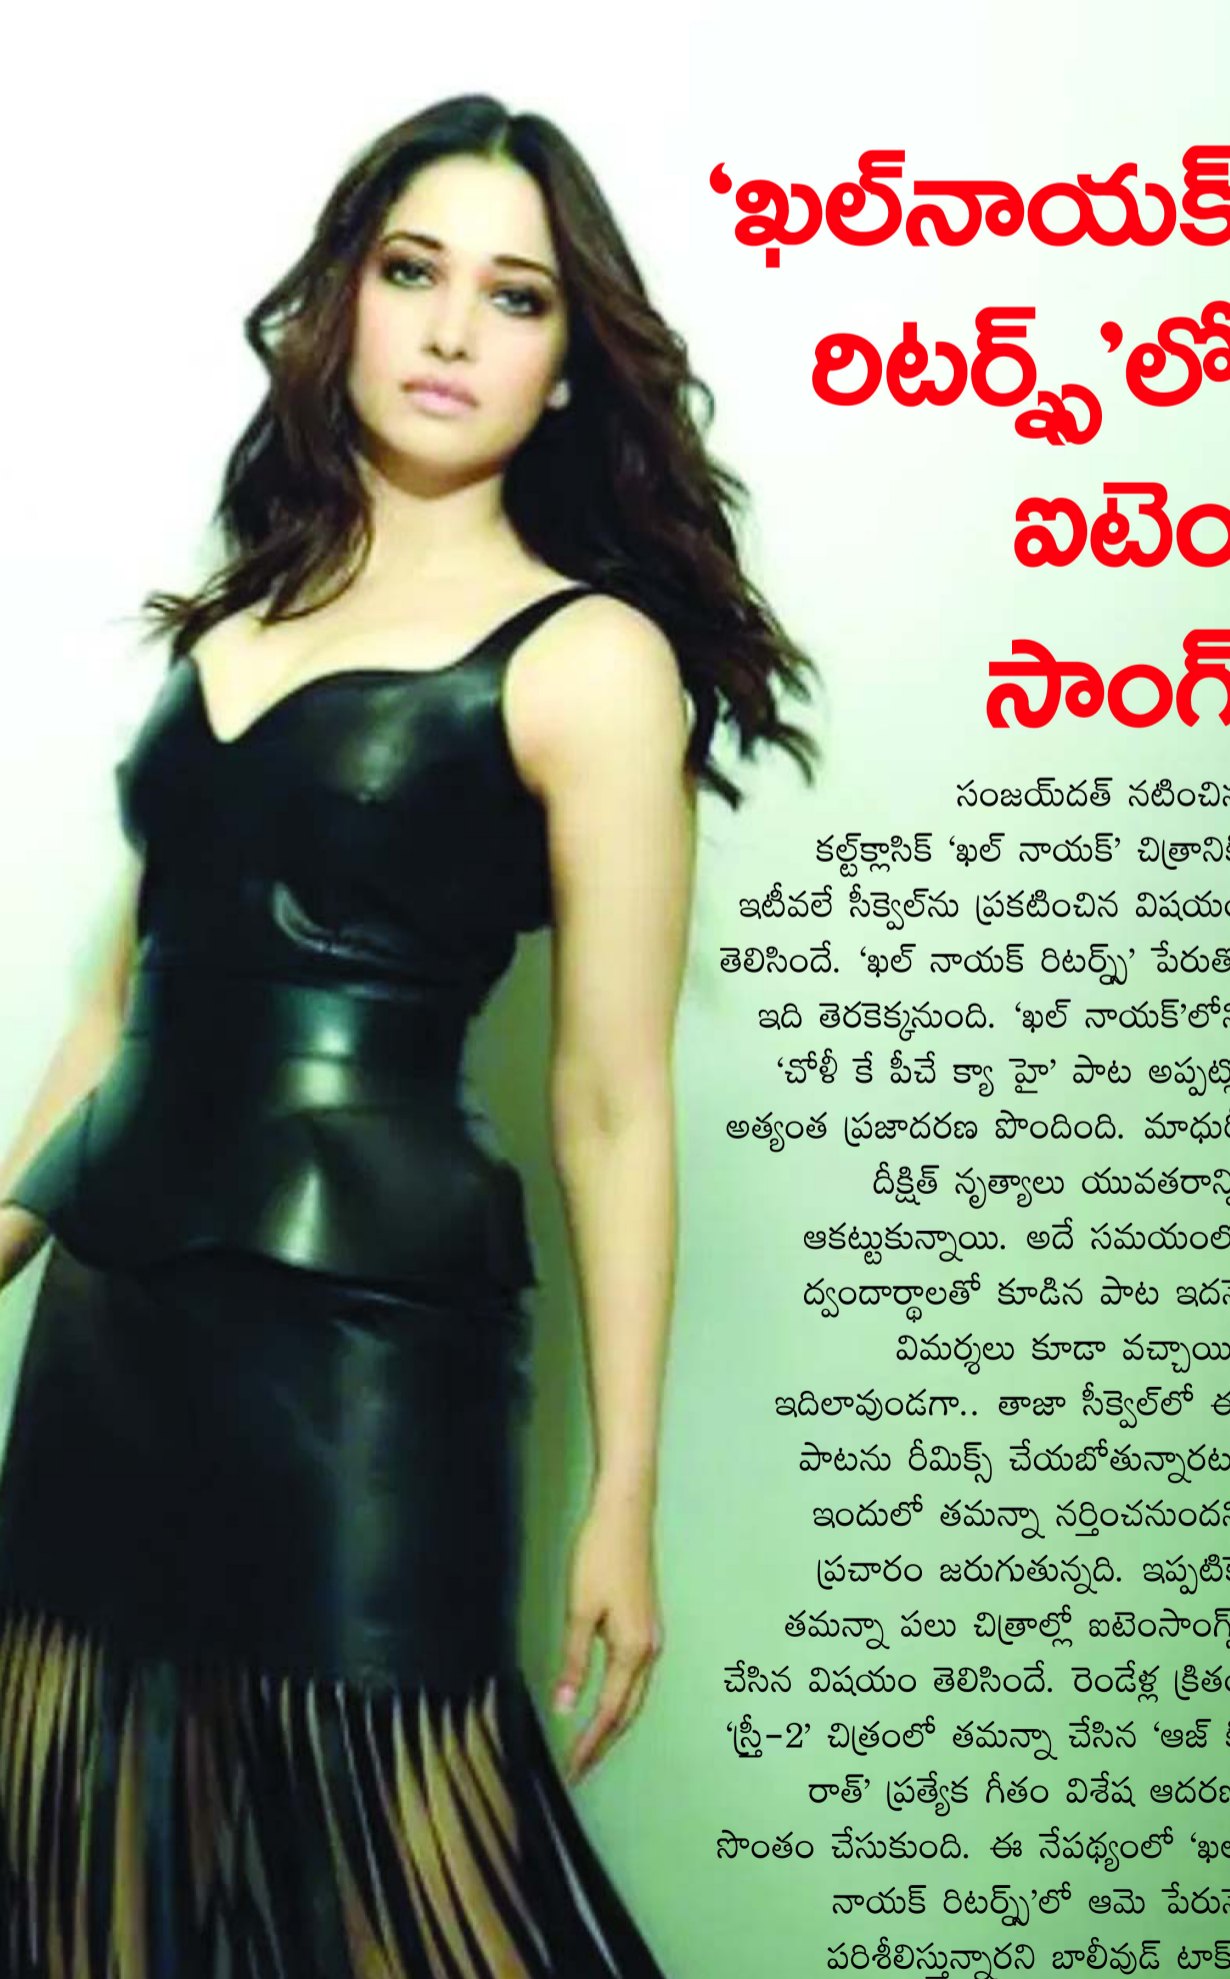 ‘ఖల్‌నాయక్
రిటర్న్స్’లో
ఐటెం
సాంగ్
సంజయ్‌దత్ నటించిన
కల్ట్‌క్లాసిక్ ‘ఖల్ నాయక్’ చిత్రానికి
ఇటీవలే సీక్వెల్‌ను ప్రకటించిన విషయం
తెలిసిందే. ‘ఖల్ నాయక్ రిటర్న్స్’ పేరుతో
ఇది తెరకెక్కనుంది. ‘ఖల్ నాయక్’లోని
‘చోళీ కే పీచే క్యా హై’ పాట అప్పట్లో
అత్యంత ప్రజాదరణ పొందింది. మాధురీ
దీక్షిత్ నృత్యాలు యువతరాన్ని
ఆకట్టుకున్నాయి. అదే సమయంలో
ద్వందార్థాలతో కూడిన పాట ఇదనే
విమర్శలు కూడా వచ్చాయి
ఇదిలావుండగా.. తాజా సీక్వెల్‌లో ఈ
పాటను రీమిక్స్ చేయబోతున్నారట
ఇందులో తమన్నా నర్తించనుందని
ప్రచారం జరుగుతున్నది. ఇప్పటికే
తమన్నా పలు చిత్రాల్లో ఐటెంసాంగ్స్
చేసిన విషయం తెలిసిందే. రెండేళ్ల క్రితం
‘స్త్రీ-2’ చిత్రంలో తమన్నా చేసిన ‘ఆజ్ కీ
రాత్’ ప్రత్యేక గీతం విశేష ఆదరణ
సొంతం చేసుకుంది. ఈ నేపథ్యంలో ‘ఖల్
నాయక్ రిటర్న్స్’లో ఆమె పేరునే
పరిశీలిస్తున్నారని బాలీవుడ్ టాక్